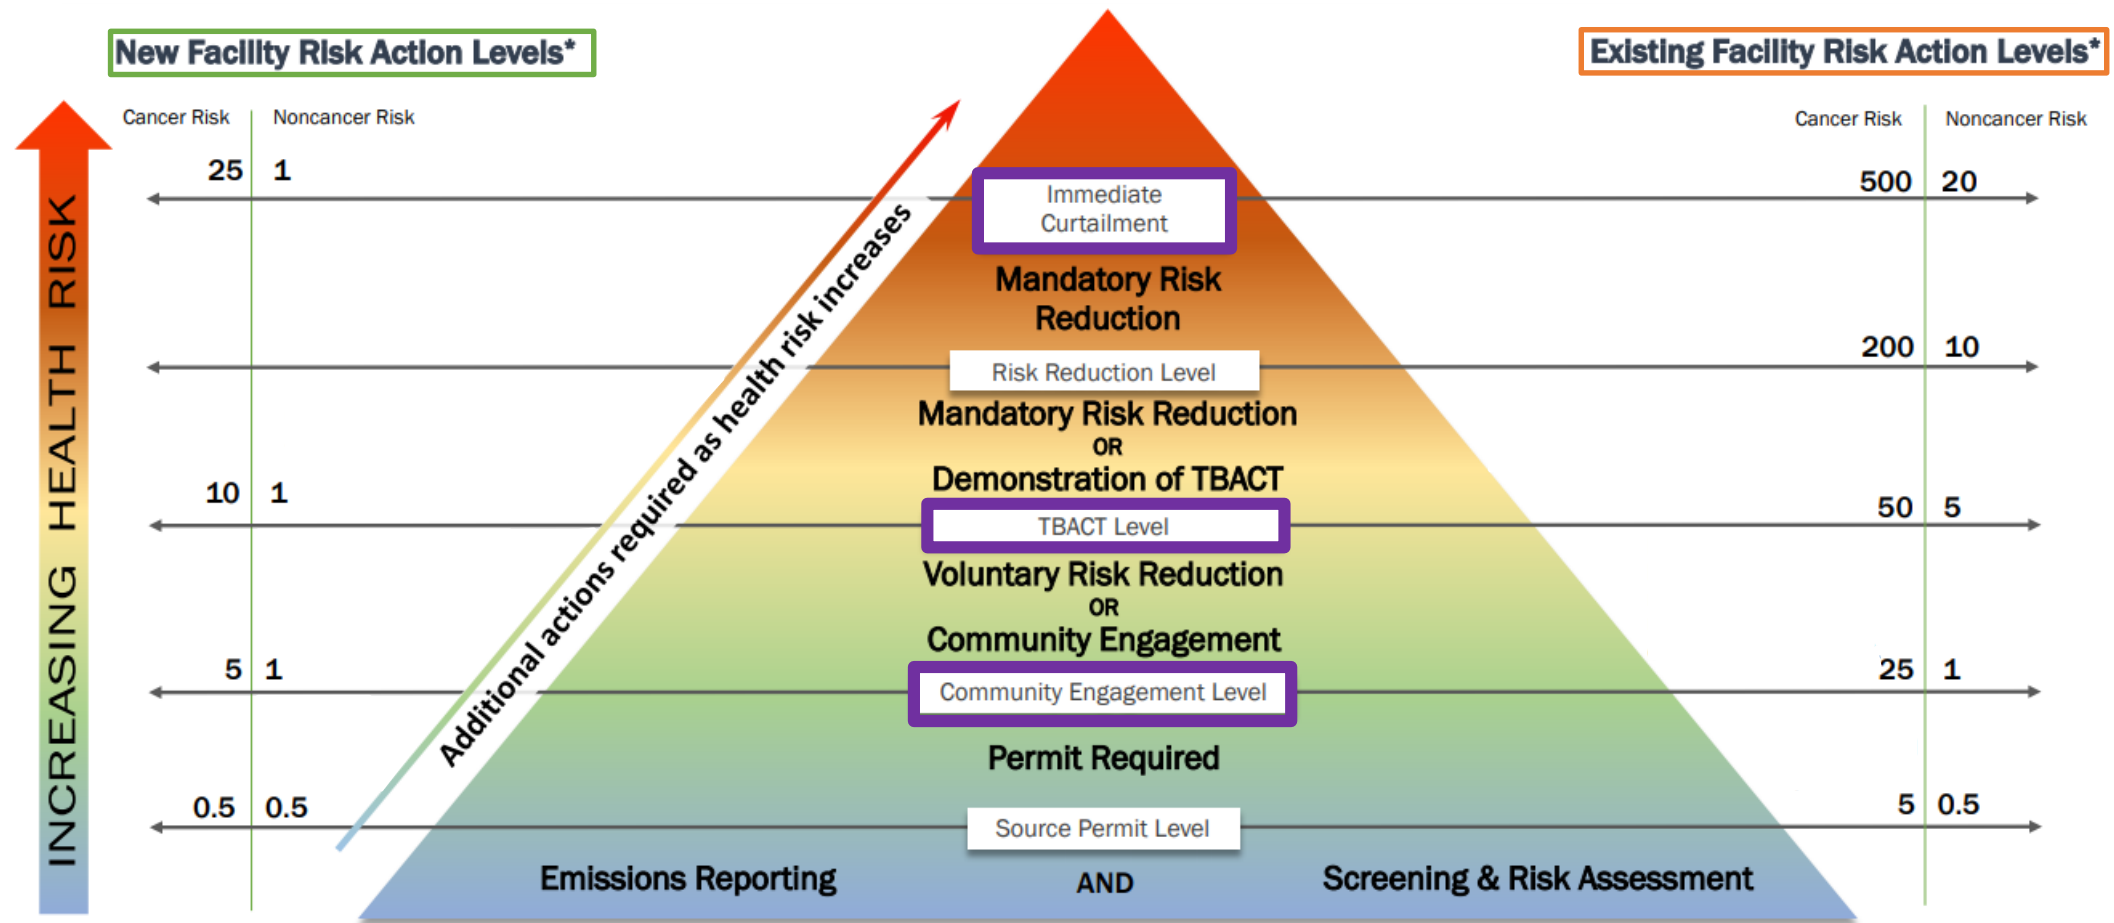 New Facility Risk Action Levels*
Existing Facility Risk Action Levels*
Cancer Risk
Noncancer Risk
Cancer Risk
Noncancer Risk
25
1
Immediate
Curtailment
500
20
Mandatory Risk
Reduction
Risk Reduction Level
200
10
Mandatory Risk Reduction
OR
Demonstration of TBACT
10
1
TBACT Level
50
5
Voluntary Risk Reduction
OR
Community Engagement
5
1
Community Engagement Level
25
1
Permit Required
0.5
0.5
Source Permit Level
5
0.5
Emissions Reporting
AND
Screening & Risk Assessment
INCREASING HEALTH RISK
Additional actions required as health risk increases